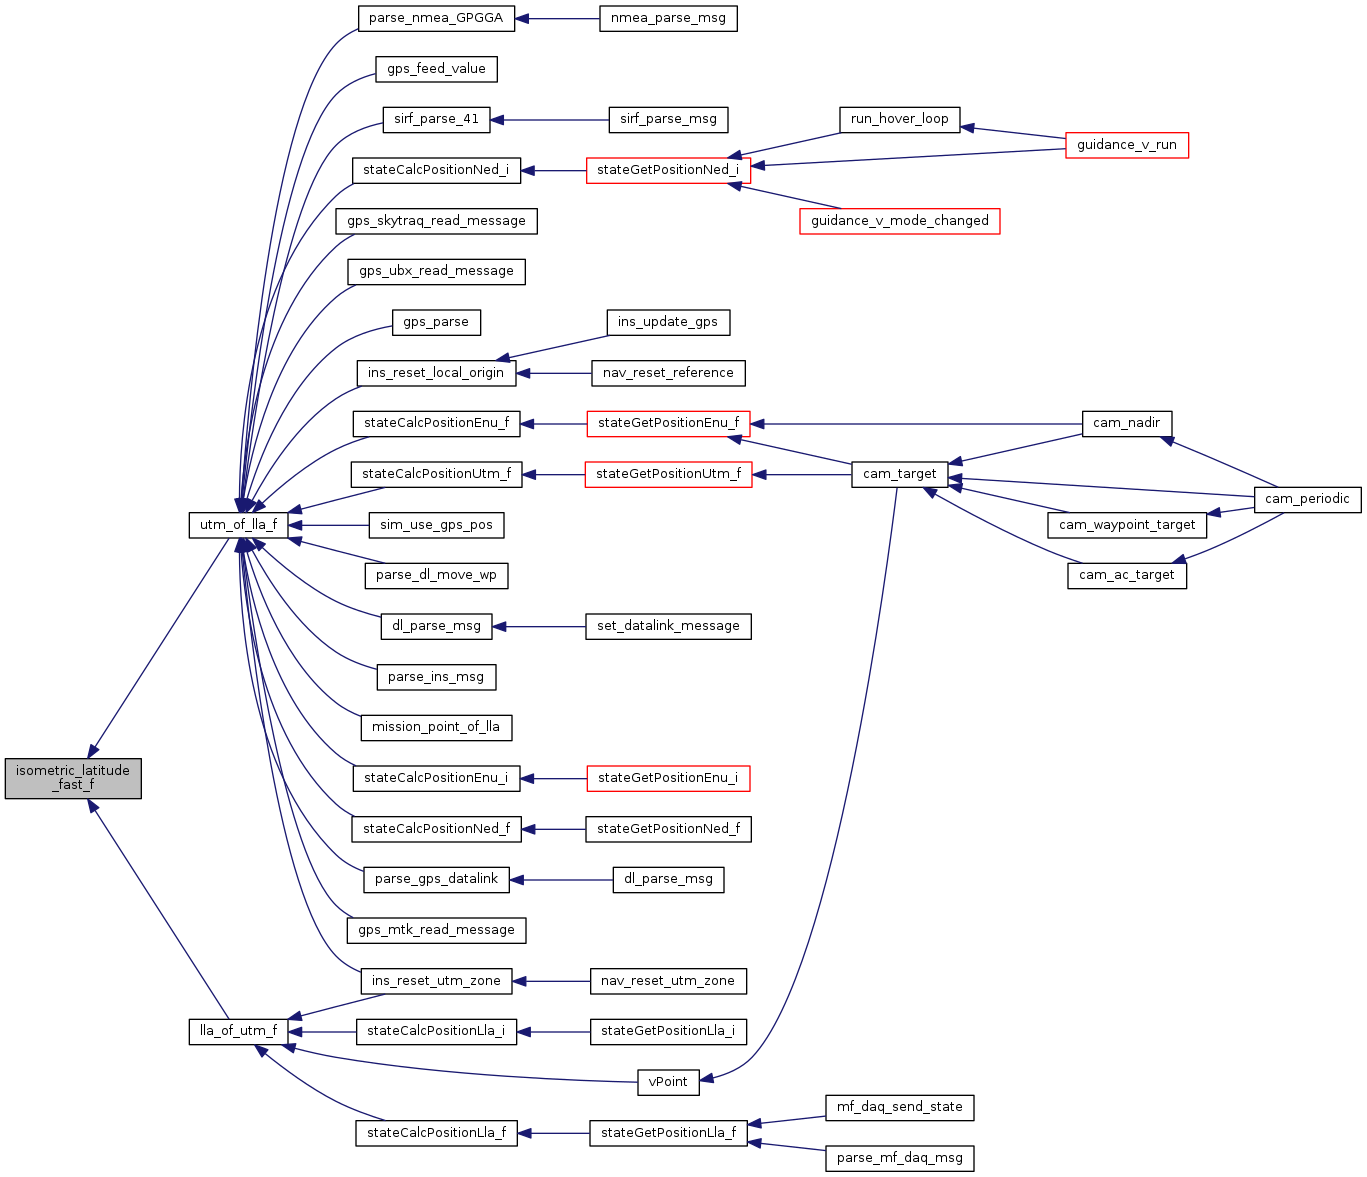 parse_nmea_GPGGA
nmea_parse_msg
gps_feed_value
sirf_parse_41
sirf_parse_msg
run_hover_loop
guidance_v_run
stateCalcPositionNed_i
stateGetPositionNed_i
guidance_v_mode_changed
gps_skytraq_read_message
gps_ubx_read_message
gps_parse
ins_update_gps
ins_reset_local_origin
nav_reset_reference
stateCalcPositionEnu_f
stateGetPositionEnu_f
cam_nadir
stateCalcPositionUtm_f
stateGetPositionUtm_f
cam_target
cam_periodic
utm_of_lla_f
sim_use_gps_pos
cam_waypoint_target
parse_dl_move_wp
cam_ac_target
dl_parse_msg
set_datalink_message
parse_ins_msg
mission_point_of_lla
isometric_latitude
_fast_f
stateCalcPositionEnu_i
stateGetPositionEnu_i
stateCalcPositionNed_f
stateGetPositionNed_f
parse_gps_datalink
dl_parse_msg
gps_mtk_read_message
ins_reset_utm_zone
nav_reset_utm_zone
lla_of_utm_f
stateCalcPositionLla_i
stateGetPositionLla_i
vPoint
stateCalcPositionLla_f
stateGetPositionLla_f
mf_daq_send_state
parse_mf_daq_msg